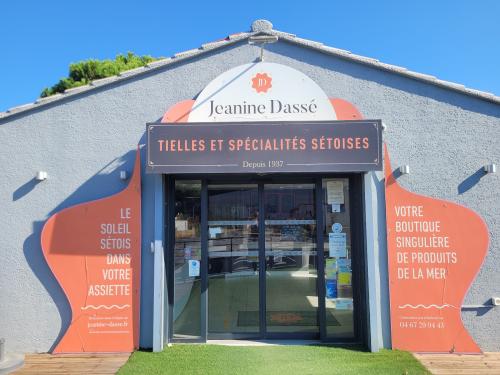 JD
Jeanine Dassé
TIELLES ET SPÉCIALITÉS SÉTOISES
Depuis 1937
LE
SOLEIL
SÉTOIS
DANS
VOTRE
ASSIETTE
jeanine-dasse.fr
VOTRE
BOUTIQUE
SINGULIÈRE
DE PRODUITS
DE LA MER
04 67 29 94 43